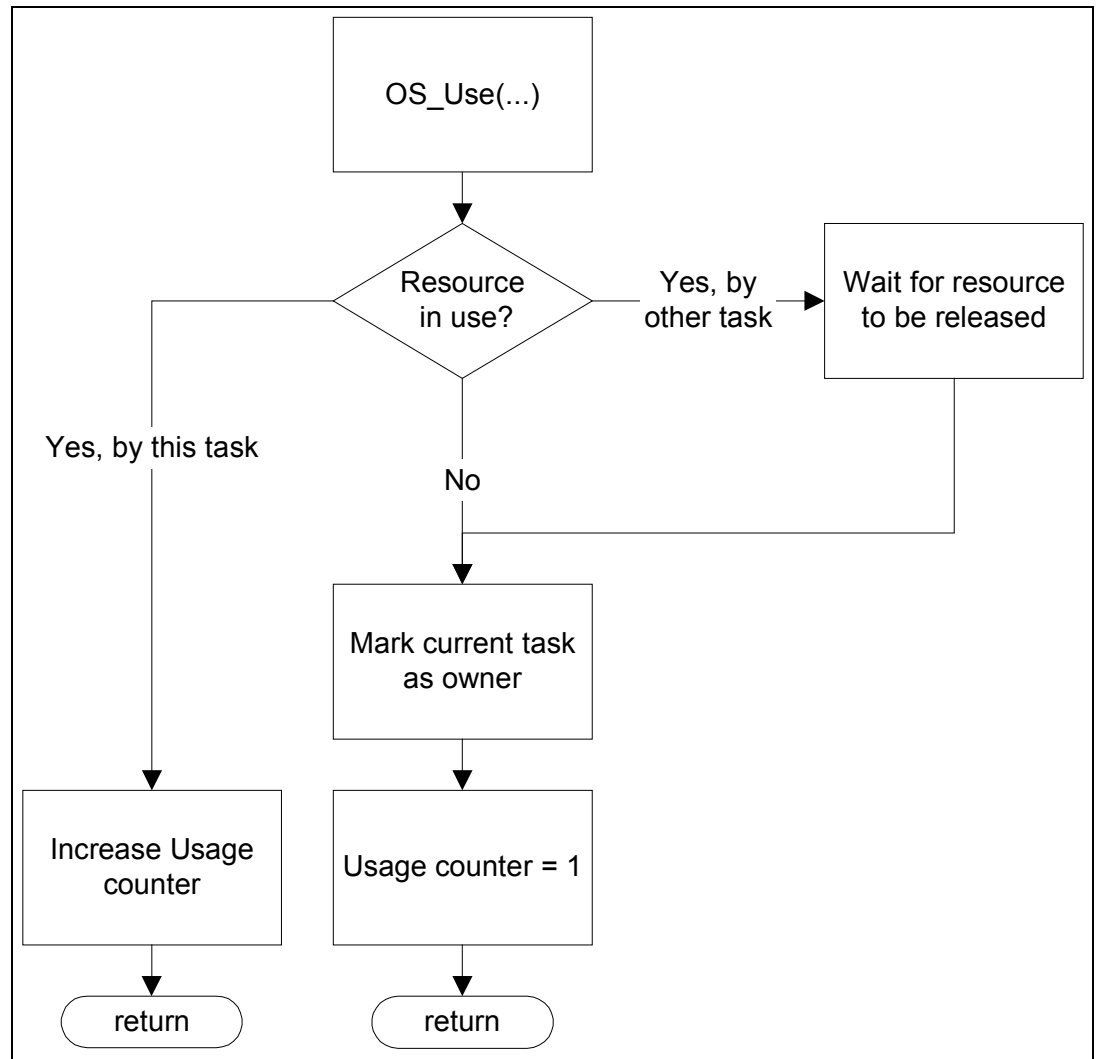 OS_Use(...)
Resource
in use?
Yes, by
other task
Wait for resource
to be released
Yes, by this task
No
Mark current task
as owner
Increase Usage
counter
Usage counter = 1
return
return